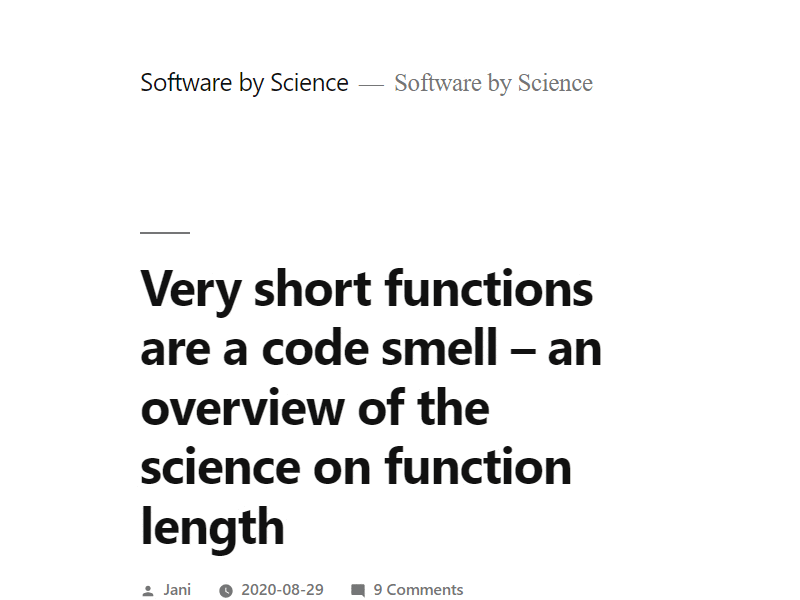 Software by Science — Software by Science
Very short functions
are a code smell – an
overview of the
science on function
length
Jani 2020-08-29 9 Comments